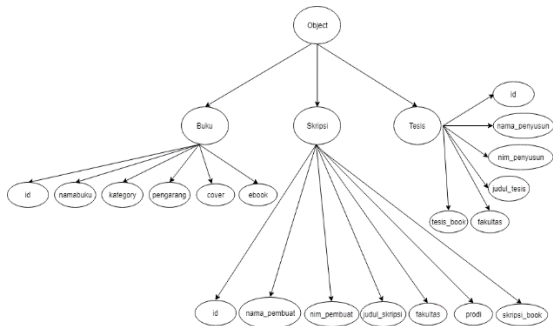 Object
Buku
Skripsi
Tesis
id
nama_penyusun
nim_penyusun
judul_tesis
tesis_book
fakultas
id
namabuku
kategory
pengarang
cover
ebook
id
nama_pembuat
nim_pembuat
judul_skripsi
fakultas
prodi
skripsi_book